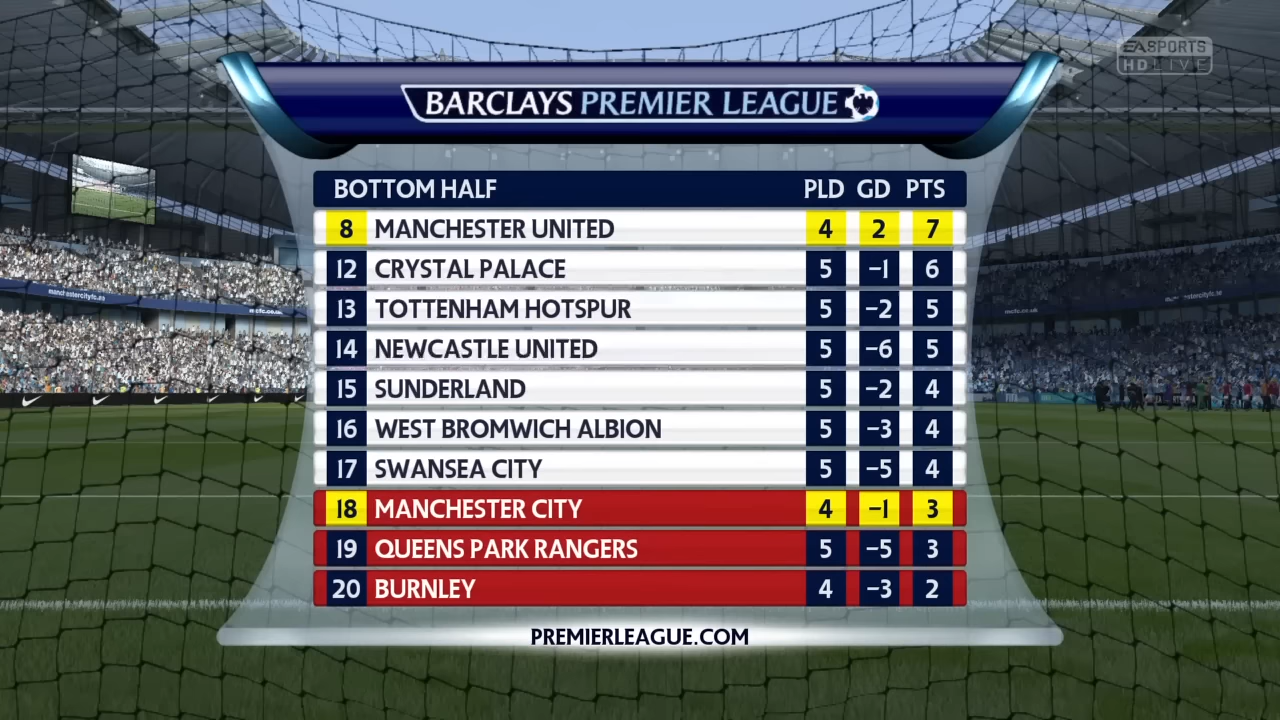 EA SPORTS
HD LIVE
BARCLAYS PREMIER LEAGUE
BOTTOM HALF PLD GD PTS
8 MANCHESTER UNITED 4 2 7
12 CRYSTAL PALACE 5 -1 6
13 TOTTENHAM HOTSPUR 5 -2 5
14 NEWCASTLE UNITED 5 -6 5
15 SUNDERLAND 5 -2 4
16 WEST BROMWICH ALBION 5 -3 4
17 SWANSEA CITY 5 -5 4
18 MANCHESTER CITY 4 -1 3
19 QUEENS PARK RANGERS 5 -5 3
20 BURNLEY 4 -3 2
PREMIERLEAGUE.COM
mcfc.co.uk